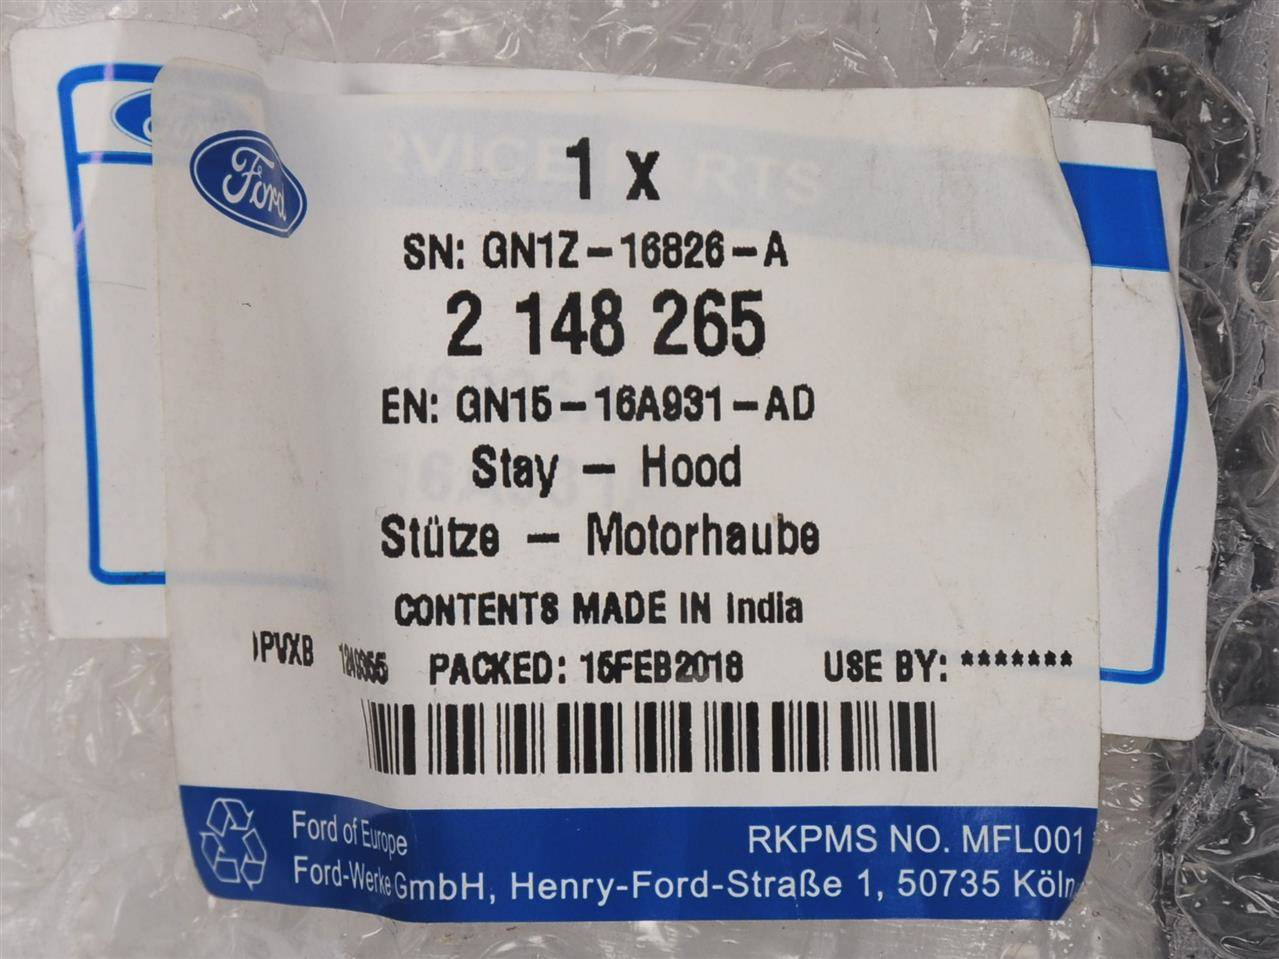 Ford
1 x
SN: GN1Z-16826-A
2 148 265
EN: GN15-16A931-AD
Stay - Hood
Stütze - Motorhaube
CONTENTS MADE IN India
PVXB PACKED: 15FEB2018 USE BY: *******
Ford of Europe
RKPMS NO. MFL001
Ford-Werke GmbH, Henry-Ford-Straße 1, 50735 Köln